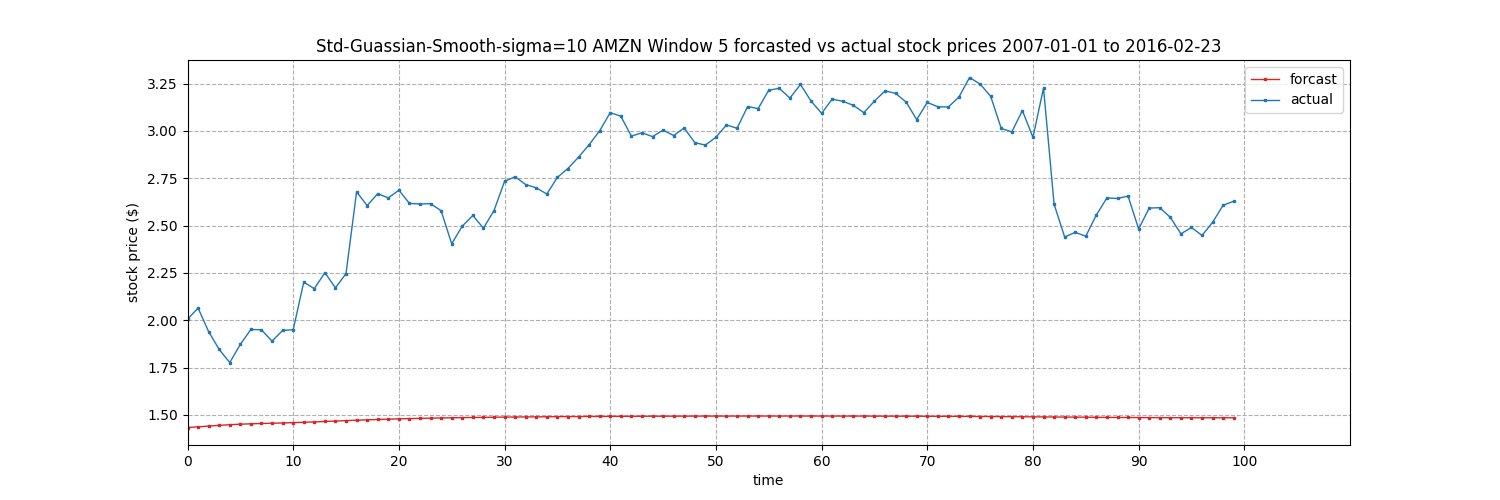 Std-Guassian-Smooth-sigma=10 AMZN Window 5 forcasted vs actual stock prices 2007-01-01 to 2016-02-23
forcast
actual
stock price ($)
3.25
3.00
2.75
2.50
2.25
2.00
1.75
1.50
0 10 20 30 40 50 60 70 80 90 100
time